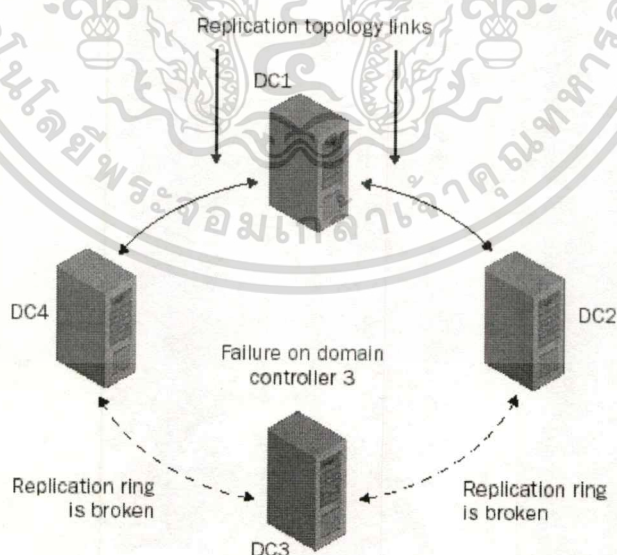 Replication topology links
DC1
DC4
DC2
Failure on domain
controller 3
Replication ring
is broken
Replication ring
is broken
DC3